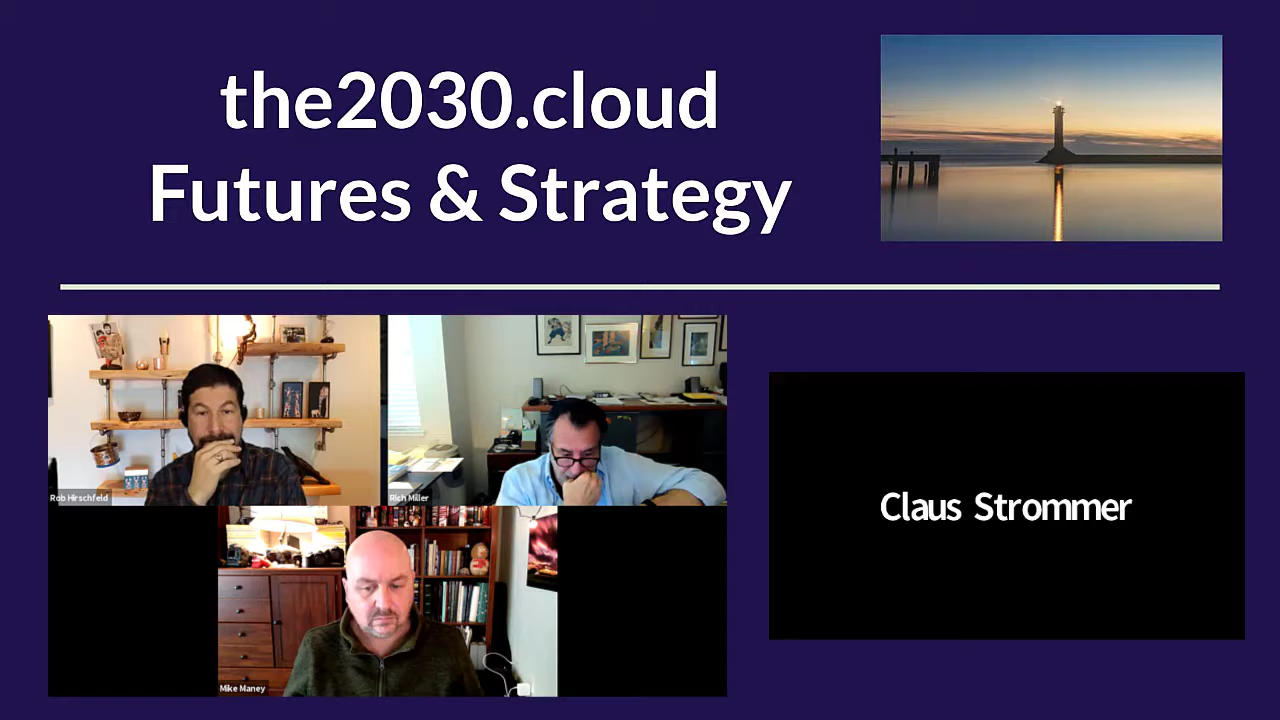 the2030.cloud
Futures & Strategy
Rob Hirschfeld
Rich Miller
Claus Strommer
Mike Maney